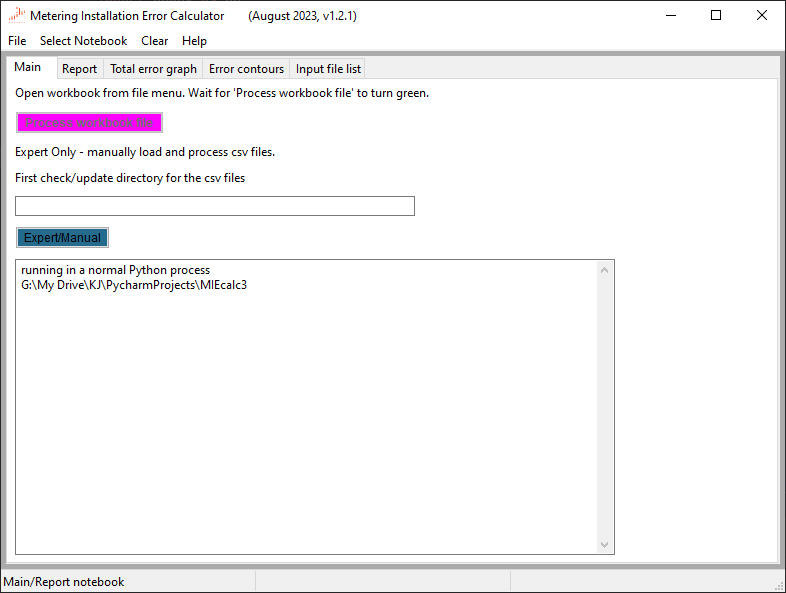 Metering Installation Error Calculator (August 2023, v1.2.1)
File Select Notebook Clear Help
Main Report Total error graph Error contours Input file list
Open workbook from file menu. Wait for 'Process workbook file' to turn green.
Process workbook file
Expert Only - manually load and process csv files.
First check/update directory for the csv files
Expert/Manual
running in a normal Python process
G:\My Drive\KJ\PycharmProjects\MIEcalc3
Main/Report notebook